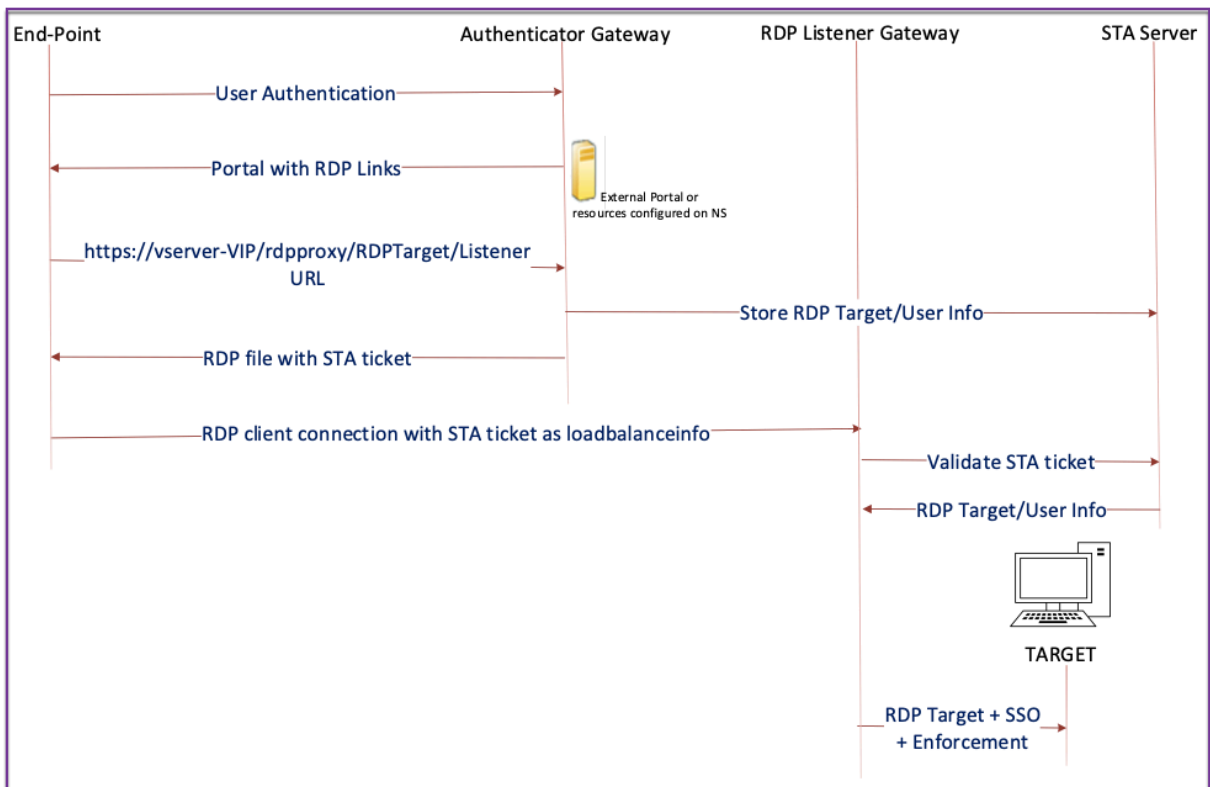 End-Point
Authenticator Gateway
RDP Listener Gateway
STA Server
User Authentication
Portal with RDP Links
External Portal or
resources configured on NS
https://vserver-VIP/rdpproxy/RDPTarget/Listener
URL
Store RDP Target/User Info
RDP file with STA ticket
RDP client connection with STA ticket as loadbalanceinfo
Validate STA ticket
RDP Target/User Info
TARGET
RDP Target + SSO
+ Enforcement